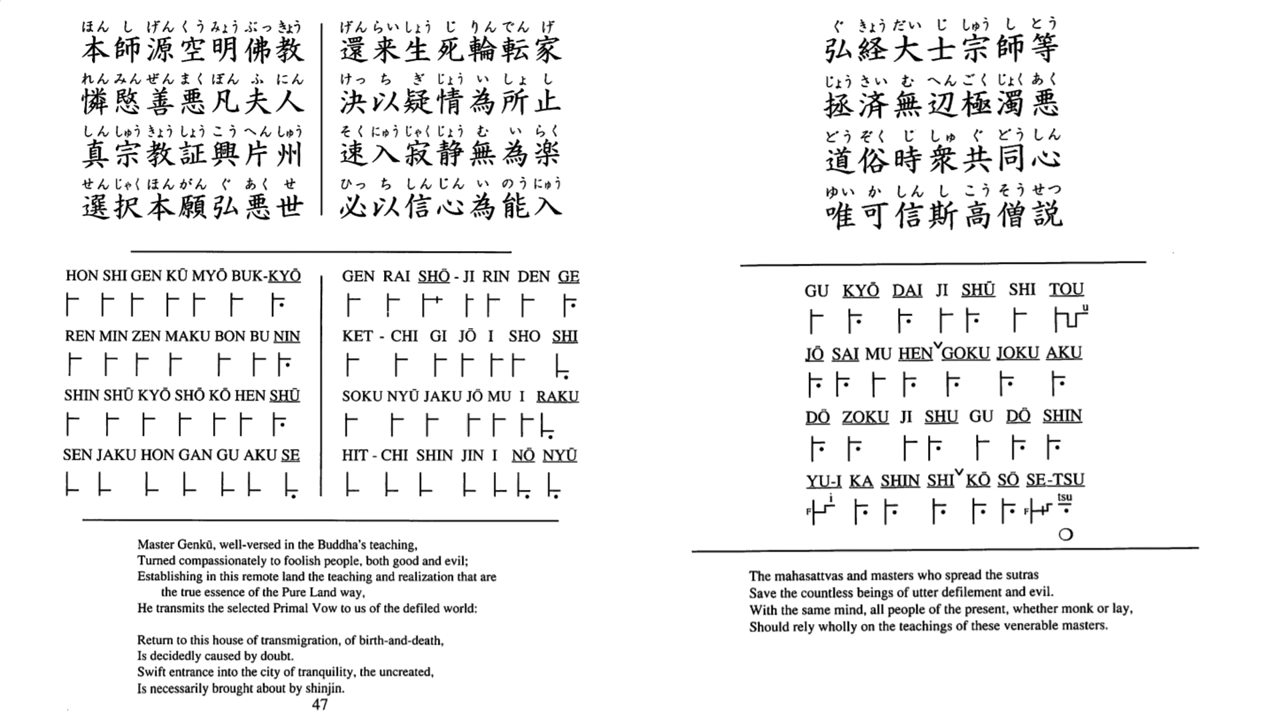 ほん し げん くう みょう ぶっ きょう
本師源空明佛教
れん みん ぜん まく ぼん ふ にん
憐愍善悪凡夫人
しん しゅう きょう しょう こう へん しゅう
真宗教証興片州
せん じゃく ほん がん ぐ あく せ
選択本願弘悪世
げん らい しょう じ りん でん げ
還来生死輪転家
けっ ち ぎ じょう い しょ し
決以疑情為所止
そく にゅう じゃく じょう む い らく
速入寂静無為楽
ひっ ち しん じん い のう にゅう
必以信心為能入
HON SHI GEN KŪ MYŌ BUK-KYŌ
REN MIN ZEN MAKU BON BU NIN
SHIN SHŪ KYŌ SHŌ KŌ HEN SHŪ
SEN JAKU HON GAN GU AKU SE
GEN RAI SHŌ - JI RIN DEN GE
KET - CHI GI JŌ I SHO SHI
SOKU NYŪ JAKU JŌ MU I RAKU
HIT - CHI SHIN JIN I NŌ NYŪ
Master Genkū, well-versed in the Buddha's teaching,
Turned compassionately to foolish people, both good and evil;
Establishing in this remote land the teaching and realization that are
the true essence of the Pure Land way,
He transmits the selected Primal Vow to us of the defiled world:
Return to this house of transmigration, of birth-and-death,
Is decidedly caused by doubt.
Swift entrance into the city of tranquility, the uncreated,
Is necessarily brought about by shinjin.
47
ぐ きょう だい じ しゅう し とう
弘経大士宗師等
じょう さい む へん ごく じょく あく
拯済無辺極濁悪
どう ぞく じ しゅ ぐ どう しん
道俗時衆共同心
ゆい か しん し こう そう せつ
唯可信斯高僧説
GU KYŌ DAI JI SHŪ SHI TOU
u
JŌ SAI MU HEN GOKU JOKU AKU
DŌ ZOKU JI SHU GU DŌ SHIN
YU-I KA SHIN SHI KŌ SŌ SE-TSU
F i F tsu
The mahasattvas and masters who spread the sutras
Save the countless beings of utter defilement and evil.
With the same mind, all people of the present, whether monk or lay,
Should rely wholly on the teachings of these venerable masters.